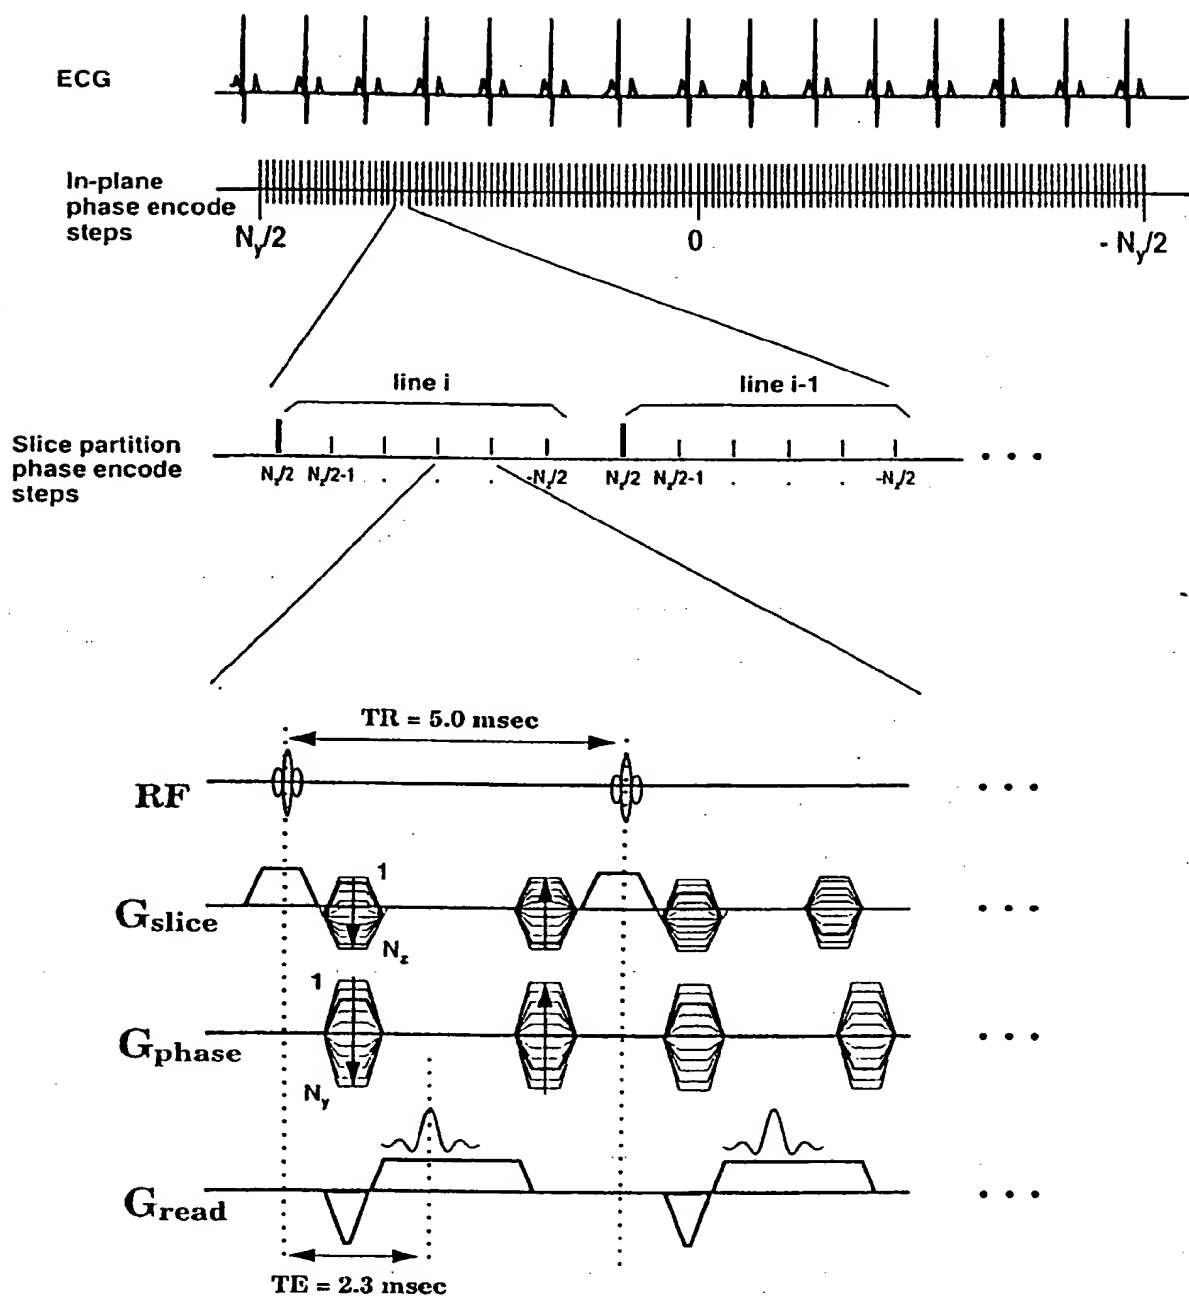 ECG
In-plane
phase encode
steps
N_y/2
0
- N_y/2
line i
line i-1
Slice partition
phase encode
steps
N_z/2 N_z/2-1 . . . -N_z/2 N_z/2 N_z/2-1 . . . -N_z/2
• • •
TR = 5.0 msec
RF
• • •
1
G_slice
N_z
• • •
1
G_phase
N_y
• • •
G_read
• • •
TE = 2.3 msec